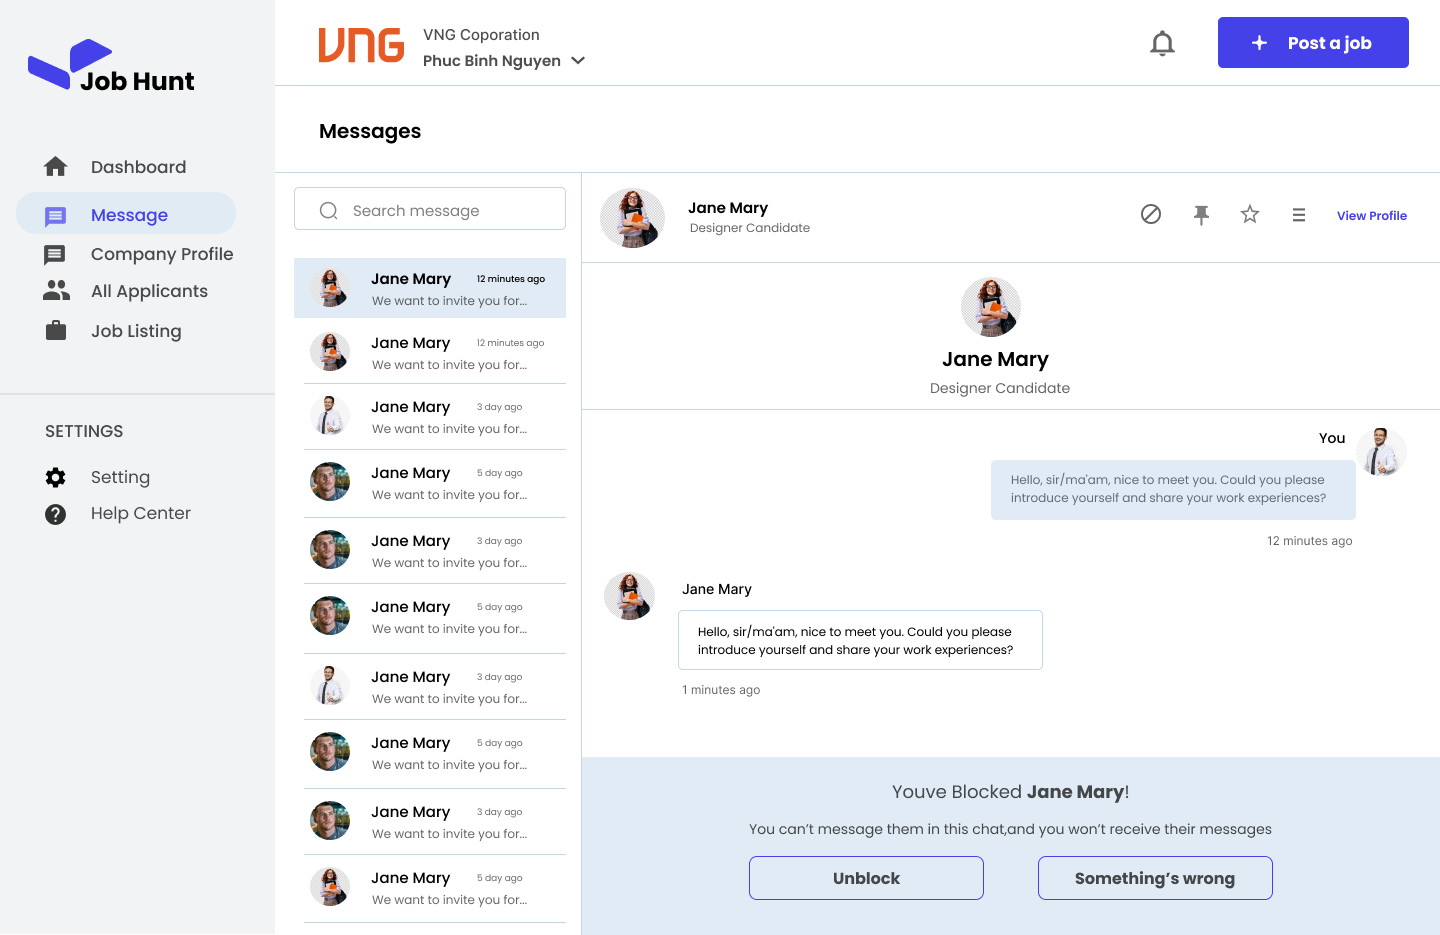 Job Hunt
Dashboard
Message
Company Profile
All Applicants
Job Listing
SETTINGS
Setting
Help Center
VNG
VNG Coporation
Phuc Binh Nguyen
Post a job
Messages
Search message
Jane Mary 12 minutes ago
We want to invite you for...
Jane Mary 12 minutes ago
We want to invite you for...
Jane Mary 3 day ago
We want to invite you for...
Jane Mary 5 day ago
We want to invite you for...
Jane Mary 3 day ago
We want to invite you for...
Jane Mary 5 day ago
We want to invite you for...
Jane Mary 3 day ago
We want to invite you for...
Jane Mary 5 day ago
We want to invite you for...
Jane Mary 3 day ago
We want to invite you for...
Jane Mary 5 day ago
We want to invite you for...
Jane Mary
Designer Candidate
View Profile
Jane Mary
Designer Candidate
You
Hello, sir/ma'am, nice to meet you. Could you please
introduce yourself and share your work experiences?
12 minutes ago
Jane Mary
Hello, sir/ma'am, nice to meet you. Could you please
introduce yourself and share your work experiences?
1 minutes ago
Youve Blocked Jane Mary!
You can’t message them in this chat,and you won’t receive their messages
Unblock
Something’s wrong